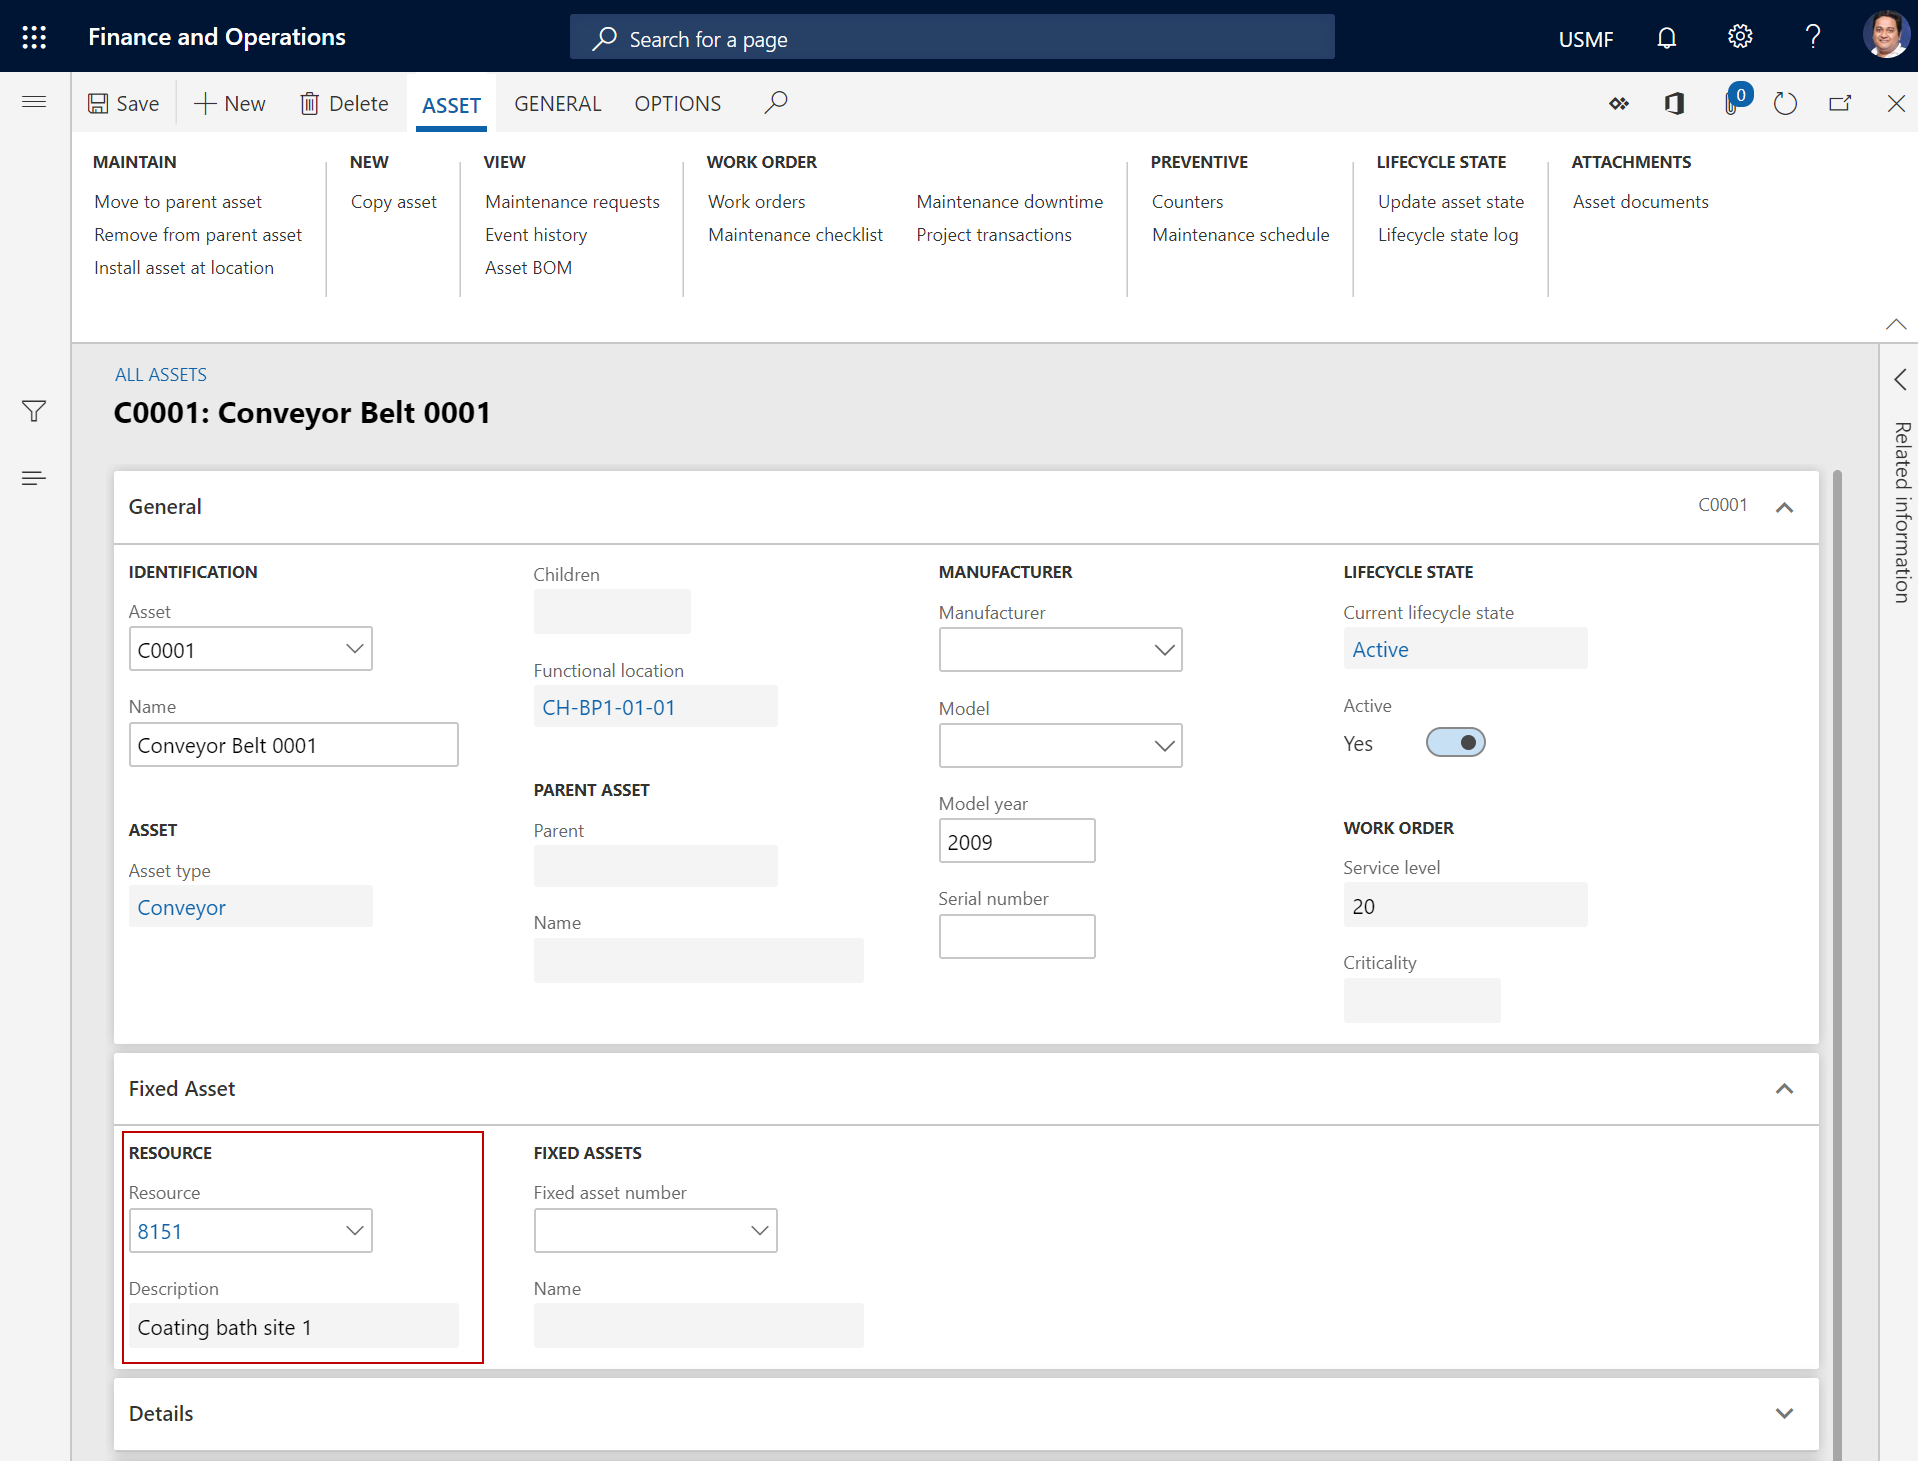 Finance and Operations
Search for a page
USMF
?
Save
New
Delete
ASSET
GENERAL
OPTIONS
0
MAINTAIN
Move to parent asset
Remove from parent asset
Install asset at location
NEW
Copy asset
VIEW
Maintenance requests
Event history
Asset BOM
WORK ORDER
Work orders
Maintenance checklist
Maintenance downtime
Project transactions
PREVENTIVE
Counters
Maintenance schedule
LIFECYCLE STATE
Update asset state
Lifecycle state log
ATTACHMENTS
Asset documents
ALL ASSETS
C0001: Conveyor Belt 0001
Related information
General
C0001
IDENTIFICATION
Asset
C0001
Name
Conveyor Belt 0001
ASSET
Asset type
Conveyor
Children
Functional location
CH-BP1-01-01
PARENT ASSET
Parent
Name
MANUFACTURER
Manufacturer
Model
Model year
2009
Serial number
LIFECYCLE STATE
Current lifecycle state
Active
Active
Yes
WORK ORDER
Service level
20
Criticality
Fixed Asset
RESOURCE
Resource
8151
Description
Coating bath site 1
FIXED ASSETS
Fixed asset number
Name
Details